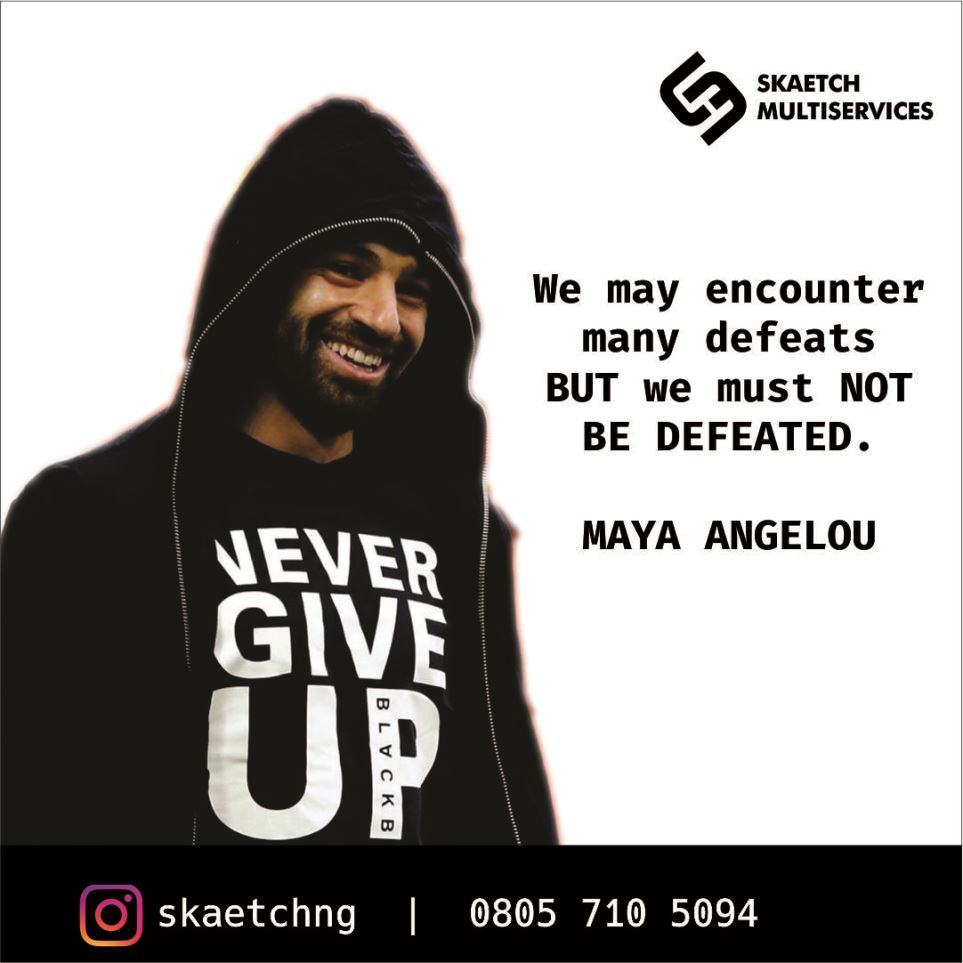 SKAETCH
MULTISERVICES
We may encounter
many defeats
BUT we must NOT
BE DEFEATED.
MAYA ANGELOU
NEVER
GIVE
UP
BLACKB
skaetchng | 0805 710 5094